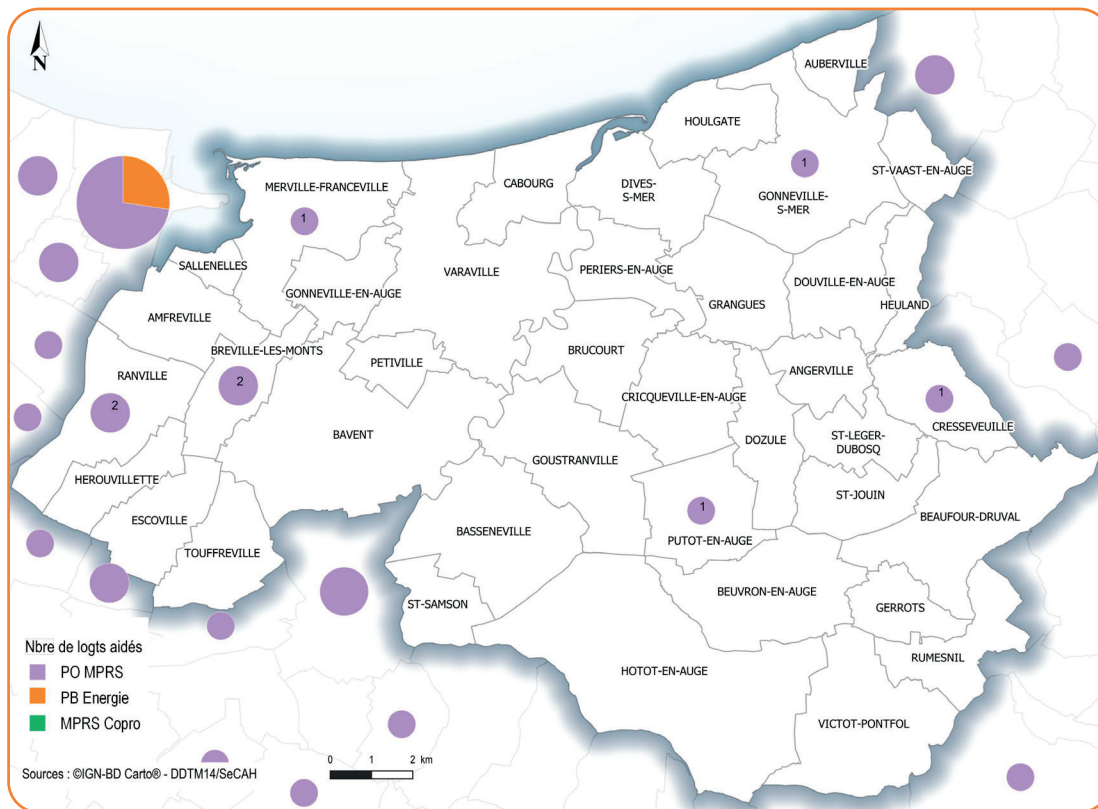 N
AUBERVILLE
HOULGATE
1
ST-VAAST-EN-AUGE
MERVILLE-FRANCEVILLE
CABOURG
DIVES-
S-MER
GONNEVILLE-
S-MER
1
SALLENELLES
VARAVILLE
PERIERS-EN-AUGE
DOUVILLE-EN-AUGE
GONNEVILLE-EN-AUGE
GRANGUES
HEULAND
AMFREVILLE
BREVILLE-LES-MONTS
BRUCOURT
PETIVILLE
ANGERVILLE
RANVILLE
2
CRICQUEVILLE-EN-AUGE
1
2
CRESSEVEUILLE
BAVENT
DOZULE
ST-LEGER-
DUBOSQ
GOUSTRANVILLE
HEROUVILLETTE
ST-JOUIN
1
ESCOVILLE
BEAUFOUR-DRUVAL
BASSENEVILLE
PUTOT-EN-AUGE
TOUFFREVILLE
BEUVRON-EN-AUGE
ST-SAMSON
GERROTS
RUMESNIL
HOTOT-EN-AUGE
VICTOT-PONTFOL
Nbre de logts aidés
PO MPRS
PB Energie
MPRS Copro
0 1 2 km
Sources : ©IGN-BD Carto® - DDTM14/SeCAH